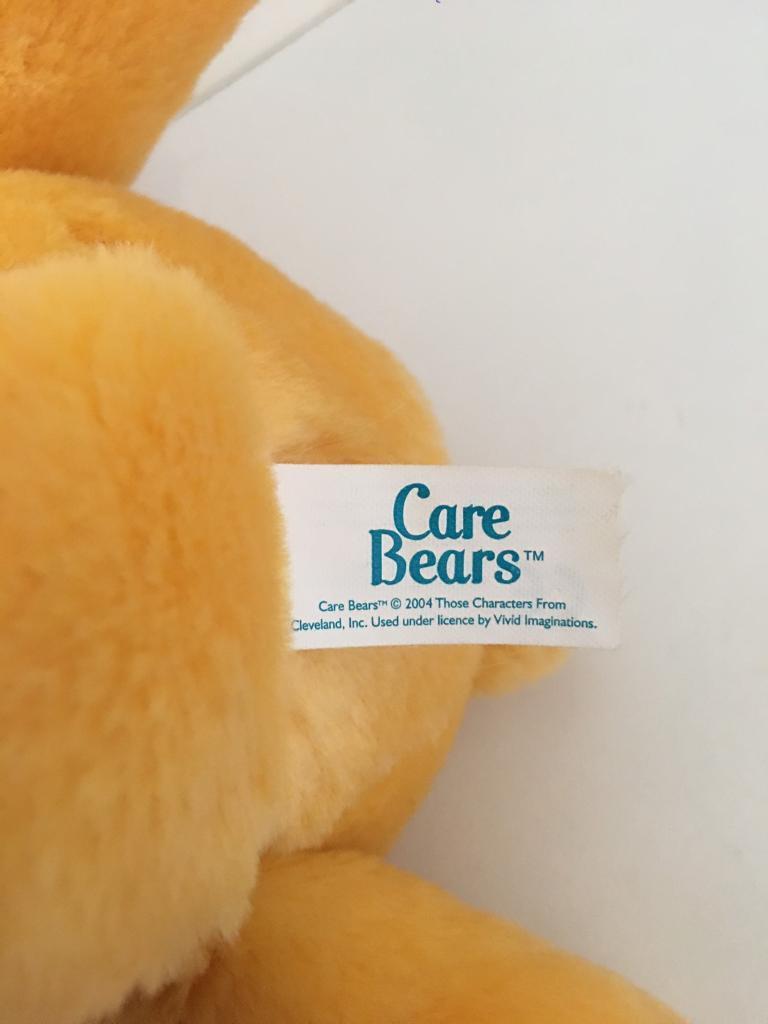 Care
Bears™
Care Bears™ © 2004 Those Characters From
Cleveland, Inc. Used under licence by Vivid Imaginations.